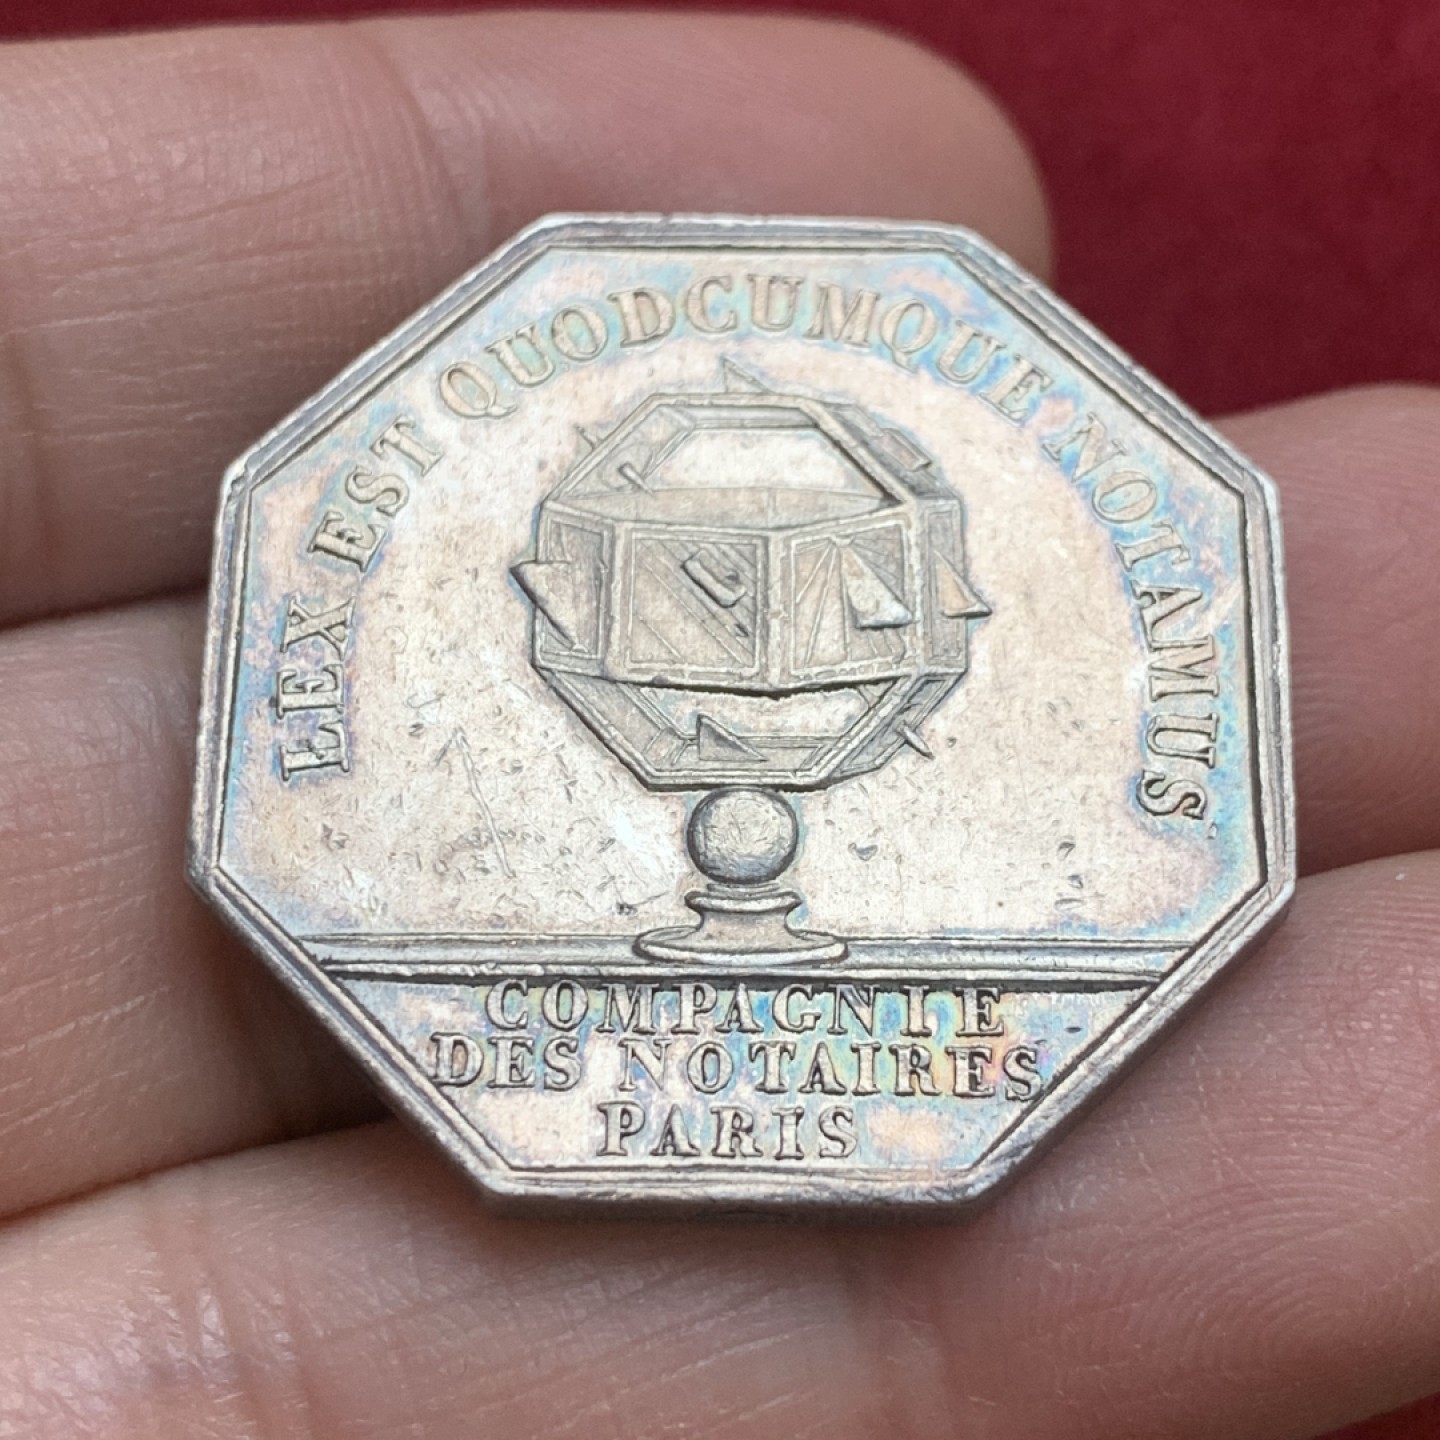 LEX EST QUODCUMQUE NOTAMUS
COMPAGNIE
DES NOTAIRES
PARIS